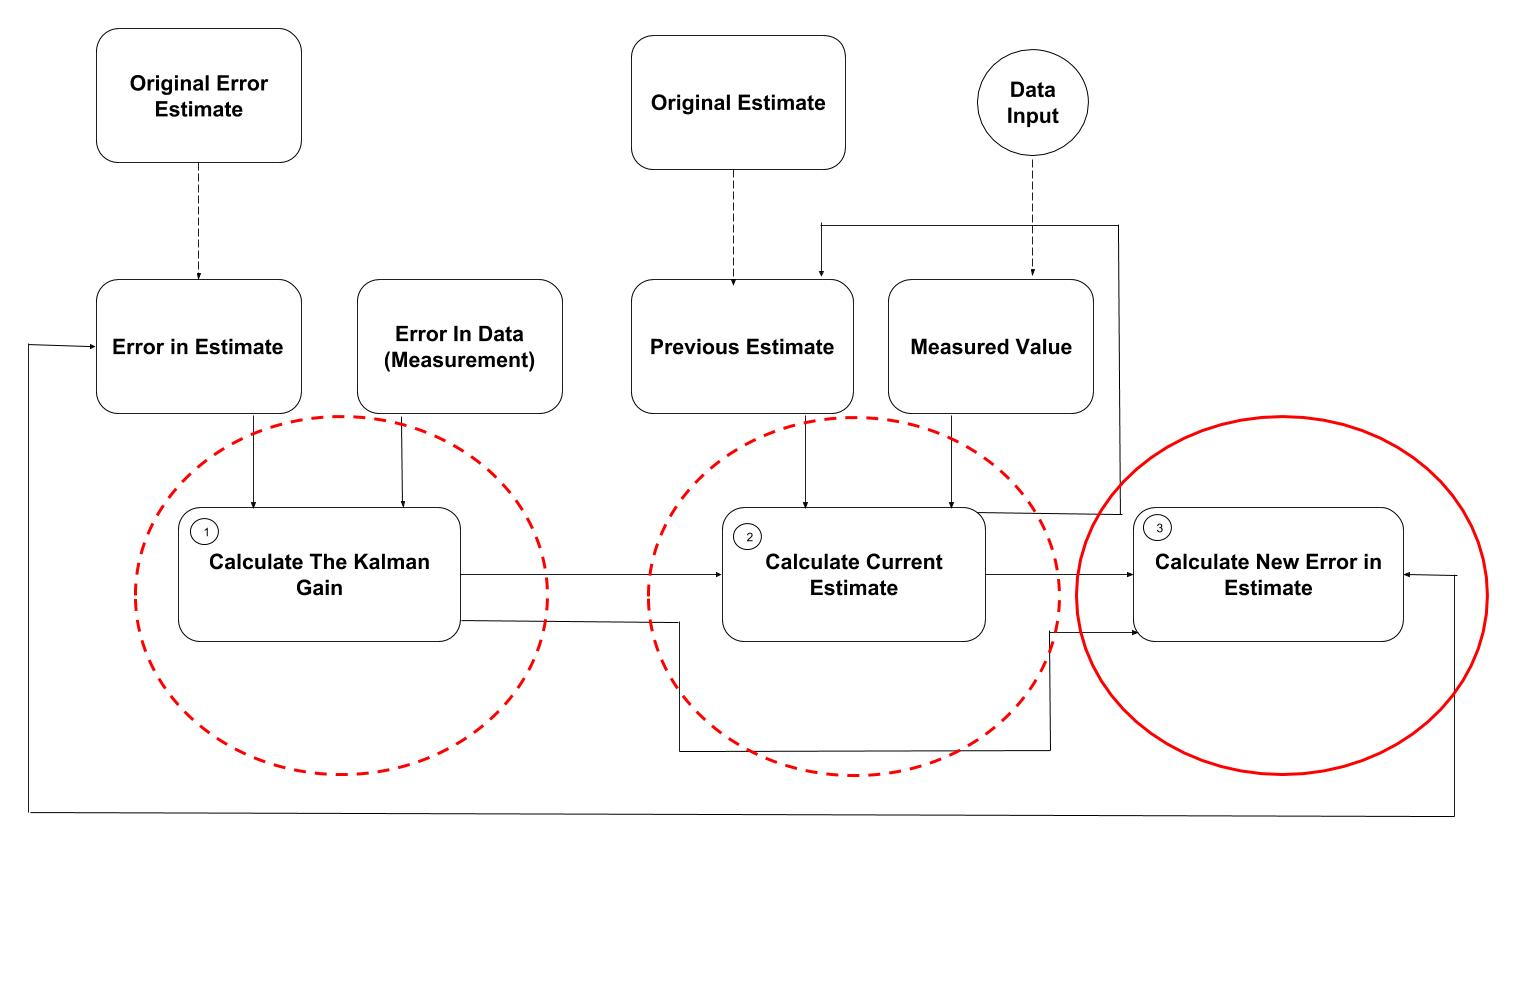 Original Error
Estimate
Original Estimate
Data
Input
Error in Estimate
Error In Data
(Measurement)
Previous Estimate
Measured Value
1
Calculate The Kalman
Gain
2
Calculate Current
Estimate
3
Calculate New Error in
Estimate